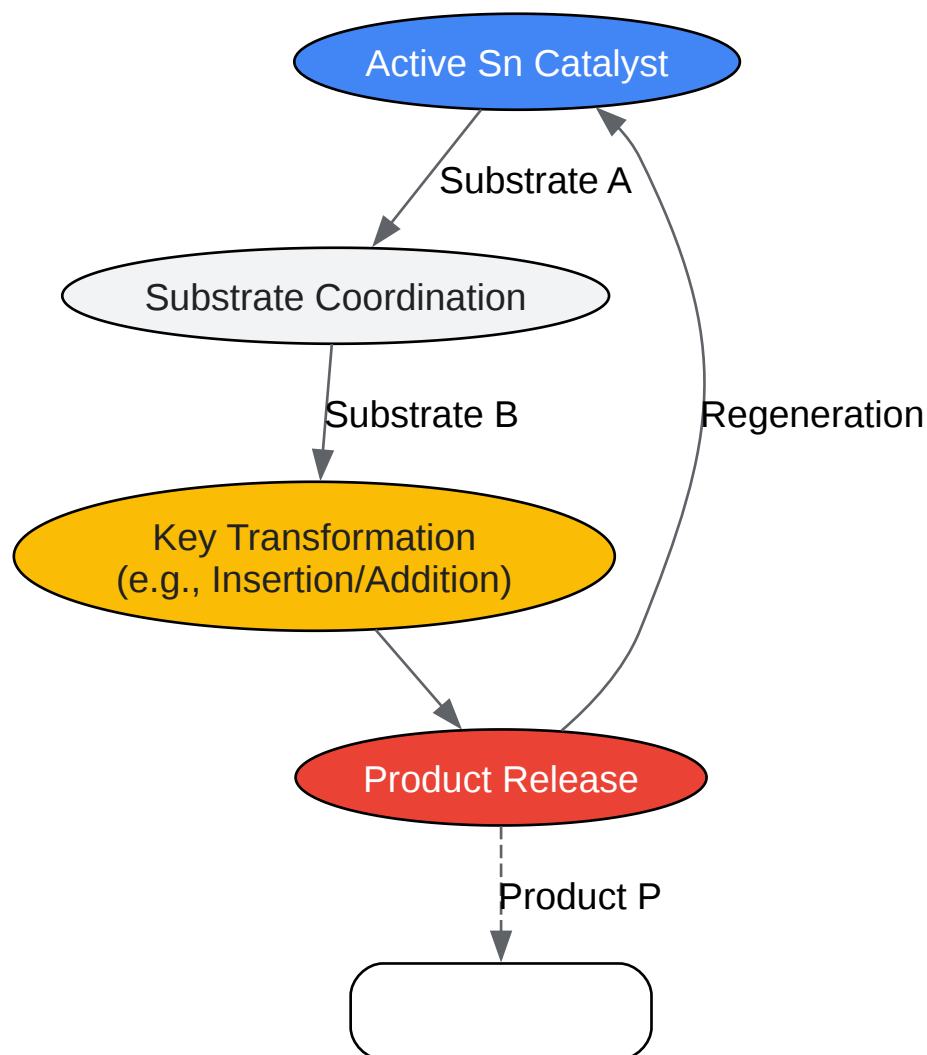 Active Sn Catalyst
Substrate A
Substrate Coordination
Substrate B
Regeneration
Key Transformation
(e.g., Insertion/Addition)
Product Release
Product P